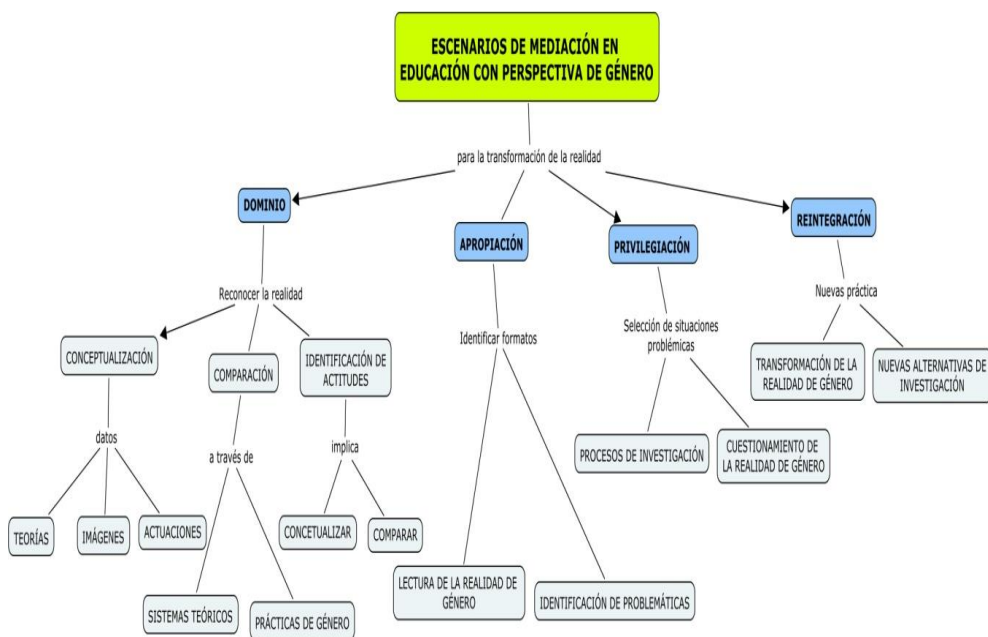 ESCENARIOS DE MEDIACIÓN EN
EDUCACIÓN CON PERSPECTIVA DE GÉNERO
para la transformación de la realidad
DOMINIO
APROPIACIÓN
PRIVILEGIACIÓN
REINTEGRACIÓN
Reconocer la realidad
Identificar formatos
Selección de situaciones
problémicas
Nuevas práctica
CONCEPTUALIZACIÓN
COMPARACIÓN
IDENTIFICACIÓN DE
ACTITUDES
TRANSFORMACIÓN DE LA
REALIDAD DE GÉNERO
NUEVAS ALTERNATIVAS DE
INVESTIGACIÓN
datos
a través de
implica
PROCESOS DE INVESTIGACIÓN
CUESTIONAMIENTO DE
LA REALIDAD DE GÉNERO
TEORÍAS
IMÁGENES
ACTUACIONES
CONCETUALIZAR
COMPARAR
LECTURA DE LA REALIDAD DE
GÉNERO
IDENTIFICACIÓN DE PROBLEMÁTICAS
SISTEMAS TEÓRICOS
PRÁCTICAS DE GÉNERO